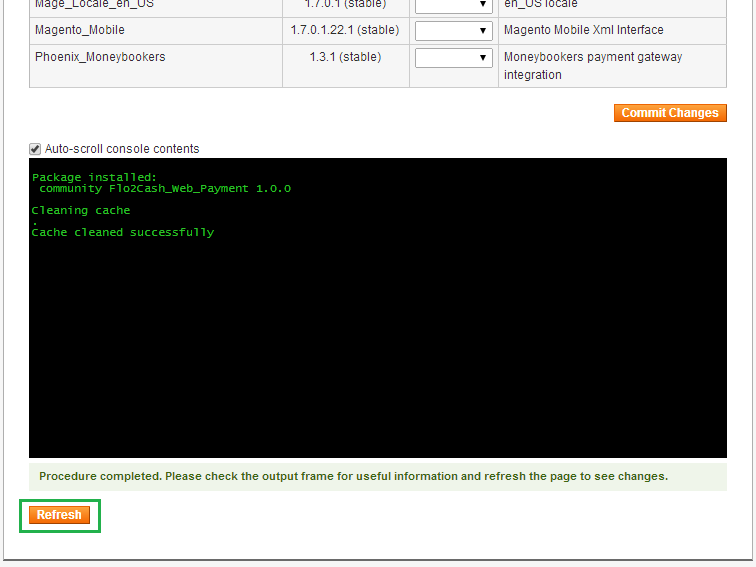 Mage_Locale_en_US 1.7.0.1 (stable) en_US locale
Magento_Mobile 1.7.0.1.22.1 (stable) Magento Mobile Xml Interface
Phoenix_Moneybookers 1.3.1 (stable) Moneybookers payment gateway
integration
Commit Changes
Auto-scroll console contents
Package installed:
community Flo2Cash_Web_Payment 1.0.0
Cleaning cache
.
Cache cleaned successfully
Procedure completed. Please check the output frame for useful information and refresh the page to see changes.
Refresh